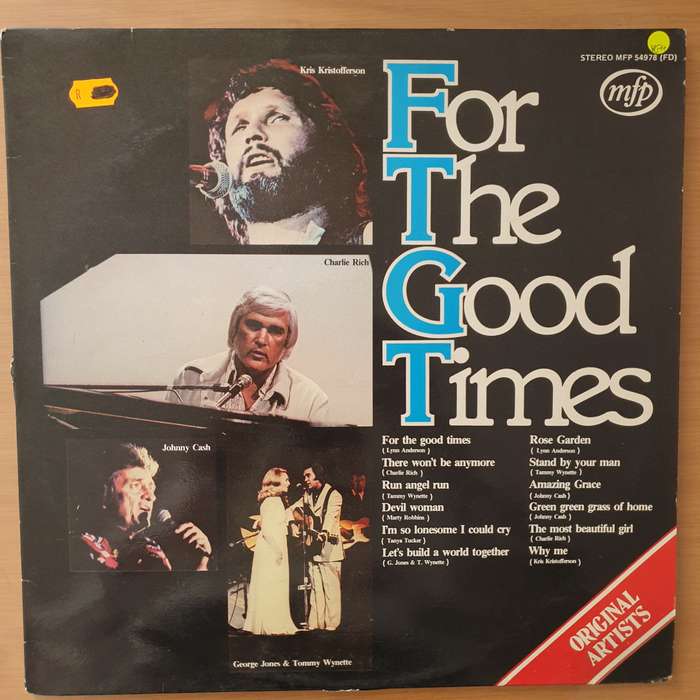 STEREO MFP 54978 (FD)
mfp
R
Kris Kristofferson
For
The
Good
Times
Charlie Rich
Johnny Cash
George Jones & Tommy Wynette
For the good times
( Lynn Anderson )
There won't be anymore
( Charlie Rich )
Run angel run
( Tammy Wynette )
Devil woman
( Marty Robbins )
I'm so lonesome I could cry
( Tanya Tucker )
Let's build a world together
( G. Jones & T. Wynette )
Rose Garden
( Lynn Anderson )
Stand by your man
( Tammy Wynette )
Amazing Grace
( Johnny Cash )
Green green grass of home
( Johnny Cash )
The most beautiful girl
( Charlie Rich )
Why me
( Kris Kristofferson )
ORIGINAL
ARTISTS